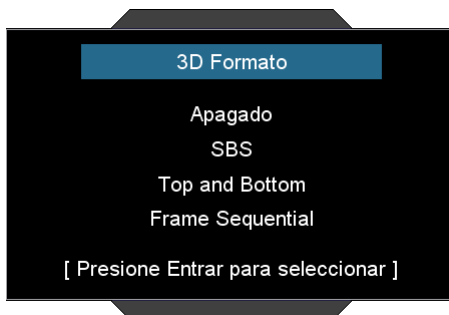 3D Formato
Apagado
SBS
Top and Bottom
Frame Sequential
[ Presione Entrar para seleccionar ]